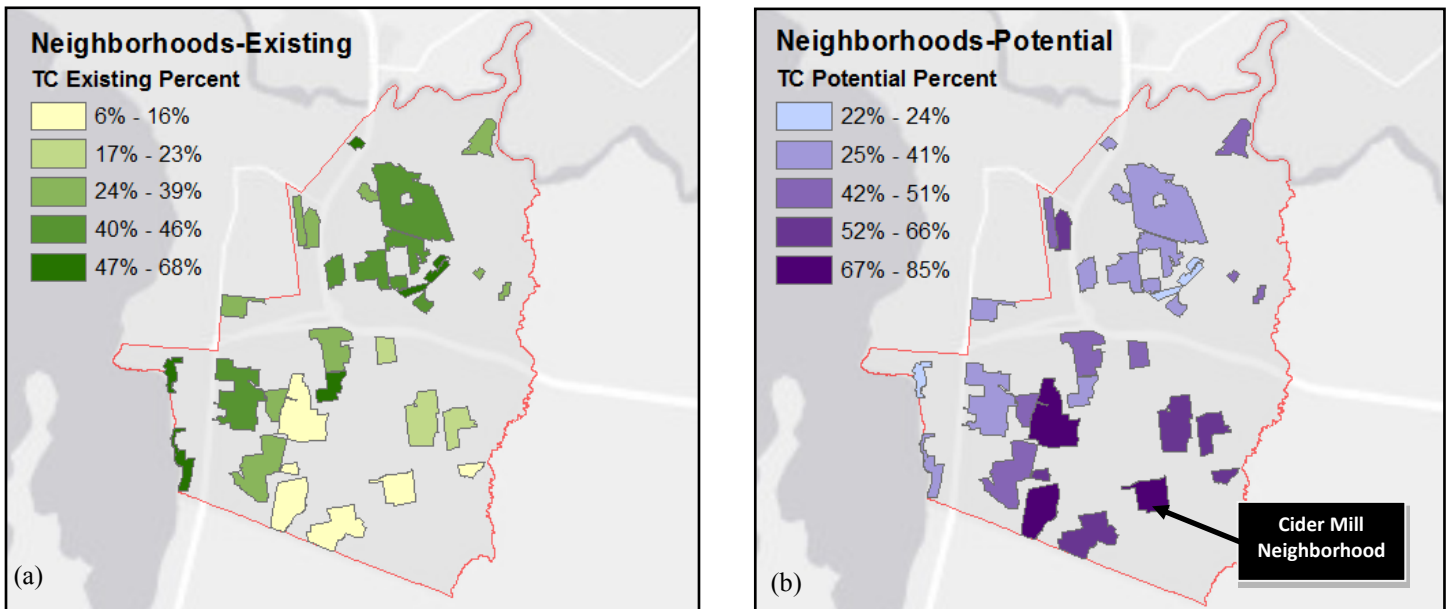 Neighborhoods-Existing
TC Existing Percent
6% - 16%
17% - 23%
24% - 39%
40% - 46%
47% - 68%
(a)
Neighborhoods-Potential
TC Potential Percent
22% - 24%
25% - 41%
42% - 51%
52% - 66%
67% - 85%
Cider Mill
Neighborhood
(b)